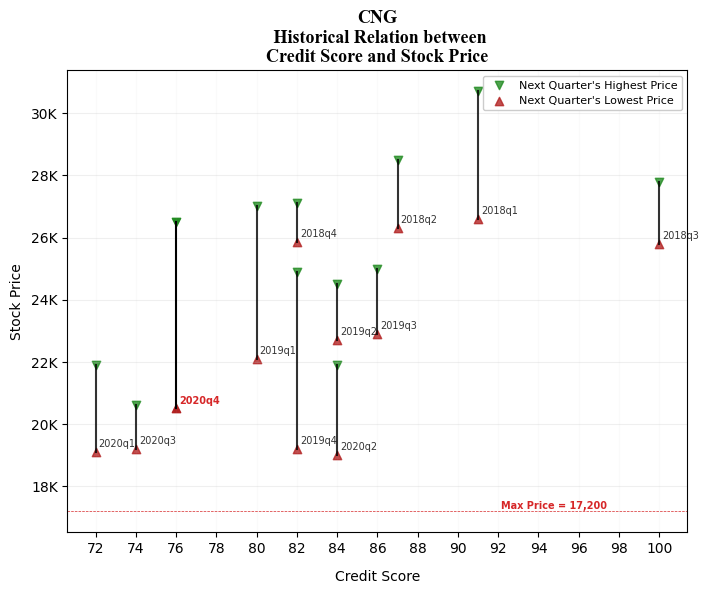 CNG
Historical Relation between
Credit Score and Stock Price
Next Quarter's Highest Price
Next Quarter's Lowest Price
30K
28K
26K
24K
22K
20K
18K
Stock Price
2018q1
2018q2
2018q4
2018q3
2019q2
2019q3
2019q1
2020q4
2020q1
2020q3
2019q4
2020q2
Max Price = 17,200
72 74 76 78 80 82 84 86 88 90 92 94 96 98 100
Credit Score